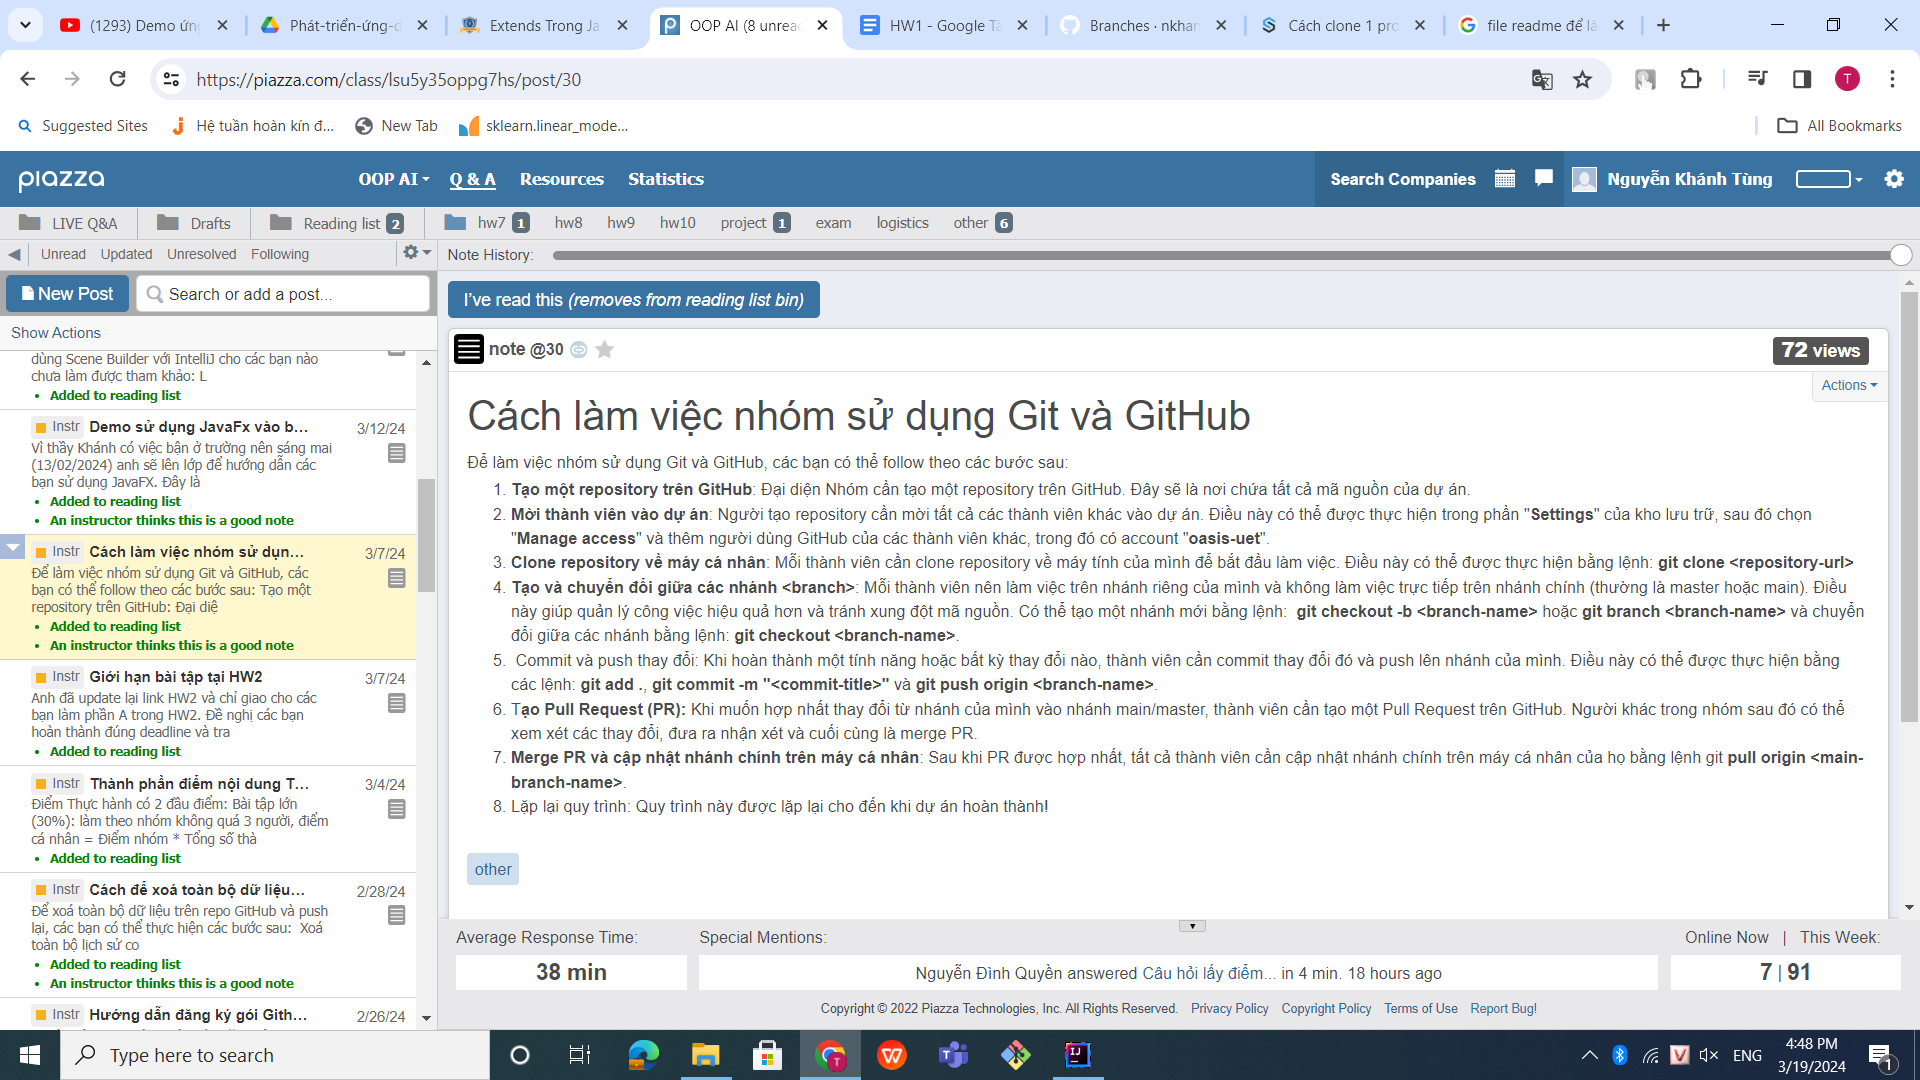 (1293) Demo ứng
Phát-triển-ứng-d
Extends Trong Ja
OOP AI (8 unread
HW1 - Google Tà
Branches · nkhan
Cách clone 1 pro
file readme để là
https://piazza.com/class/lsu5y35oppg7hs/post/30
T
Suggested Sites
Hệ tuần hoàn kín đ...
New Tab
sklearn.linear_mode...
All Bookmarks
piazza
OOP AI
Q & A
Resources
Statistics
Search Companies
Nguyễn Khánh Tùng
LIVE Q&A
Drafts
Reading list 2
hw7 1
hw8
hw9
hw10
project 1
exam
logistics
other 6
Unread
Updated
Unresolved
Following
Note History:
New Post
Search or add a post...
Show Actions
dùng Scene Builder với IntelliJ cho các bạn nào
chưa làm được tham khảo: L
• Added to reading list
Instr Demo sử dụng JavaFx vào b... 3/12/24
Vì thầy Khánh có việc bận ở trường nên sáng mai
(13/02/2024) anh sẽ lên lớp để hướng dẫn các
bạn sử dụng JavaFX. Đây là
• Added to reading list
• An instructor thinks this is a good note
Instr Cách làm việc nhóm sử dụn... 3/7/24
Để làm việc nhóm sử dụng Git và GitHub, các
bạn có thể follow theo các bước sau: Tạo một
repository trên GitHub: Đại diệ
• Added to reading list
• An instructor thinks this is a good note
Instr Giới hạn bài tập tại HW2 3/7/24
Anh đã update lại link HW2 và chỉ giao cho các
bạn làm phần A trong HW2. Đề nghị các bạn
hoàn thành đúng deadline và tra
• Added to reading list
Instr Thành phần điểm nội dung T... 3/4/24
Điểm Thực hành có 2 đầu điểm: Bài tập lớn
(30%): làm theo nhóm không quá 3 người, điểm
cá nhân = Điểm nhóm * Tổng số thà
• Added to reading list
Instr Cách để xoá toàn bộ dữ liệu... 2/28/24
Để xoá toàn bộ dữ liệu trên repo GitHub và push
lại, các bạn có thể thực hiện các bước sau: Xoá
toàn bộ lịch sử co
• Added to reading list
• An instructor thinks this is a good note
Instr Hướng dẫn đăng ký gói Gith... 2/26/24
I've read this (removes from reading list bin)
note @30
72 views
Actions
Cách làm việc nhóm sử dụng Git và GitHub
Để làm việc nhóm sử dụng Git và GitHub, các bạn có thể follow theo các bước sau:
1. Tạo một repository trên GitHub: Đại diện Nhóm cần tạo một repository trên GitHub. Đây sẽ là nơi chứa tất cả mã nguồn của dự án.
2. Mời thành viên vào dự án: Người tạo repository cần mời tất cả các thành viên khác vào dự án. Điều này có thể được thực hiện trong phần "Settings" của kho lưu trữ, sau đó chọn
"Manage access" và thêm người dùng GitHub của các thành viên khác, trong đó có account "oasis-uet".
3. Clone repository về máy cá nhân: Mỗi thành viên cần clone repository về máy tính của mình để bắt đầu làm việc. Điều này có thể được thực hiện bằng lệnh: git clone <repository-url>
4. Tạo và chuyển đổi giữa các nhánh <branch>: Mỗi thành viên nên làm việc trên nhánh riêng của mình và không làm việc trực tiếp trên nhánh chính (thường là master hoặc main). Điều
này giúp quản lý công việc hiệu quả hơn và tránh xung đột mã nguồn. Có thể tạo một nhánh mới bằng lệnh: git checkout -b <branch-name> hoặc git branch <branch-name> và chuyển
đổi giữa các nhánh bằng lệnh: git checkout <branch-name>.
5. Commit và push thay đổi: Khi hoàn thành một tính năng hoặc bất kỳ thay đổi nào, thành viên cần commit thay đổi đó và push lên nhánh của mình. Điều này có thể được thực hiện bằng
các lệnh: git add ., git commit -m "<commit-title>" và git push origin <branch-name>.
6. Tạo Pull Request (PR): Khi muốn hợp nhất thay đổi từ nhánh của mình vào nhánh main/master, thành viên cần tạo một Pull Request trên GitHub. Người khác trong nhóm sau đó có thể
xem xét các thay đổi, đưa ra nhận xét và cuối cùng là merge PR.
7. Merge PR và cập nhật nhánh chính trên máy cá nhân: Sau khi PR được hợp nhất, tất cả thành viên cần cập nhật nhánh chính trên máy cá nhân của họ bằng lệnh git pull origin <main-
branch-name>.
8. Lặp lại quy trình: Quy trình này được lặp lại cho đến khi dự án hoàn thành!
other
Average Response Time:
38 min
Special Mentions:
Nguyễn Đình Quyền answered Câu hỏi lấy điểm... in 4 min. 18 hours ago
Online Now | This Week:
7 | 91
Copyright © 2022 Piazza Technologies, Inc. All Rights Reserved. Privacy Policy Copyright Policy Terms of Use Report Bug!
Type here to search
ENG
4:48 PM
3/19/2024
1